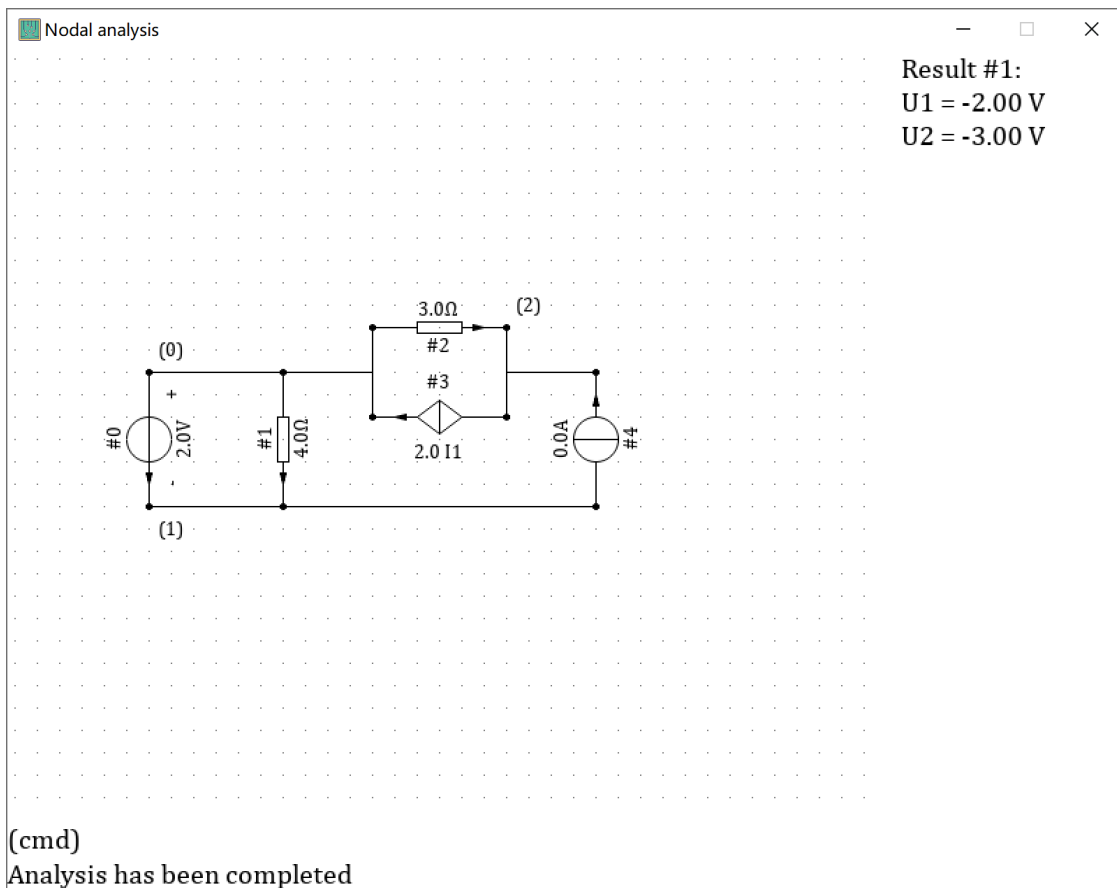 Nodal analysis
Result #1:
U1 = -2.00 V
U2 = -3.00 V
3.0Ω
(2)
#2
(0)
#3
+
#0
2.0V
#1
4.0Ω
2.0 I1
0.0A
#4
-
(1)
(cmd)
Analysis has been completed